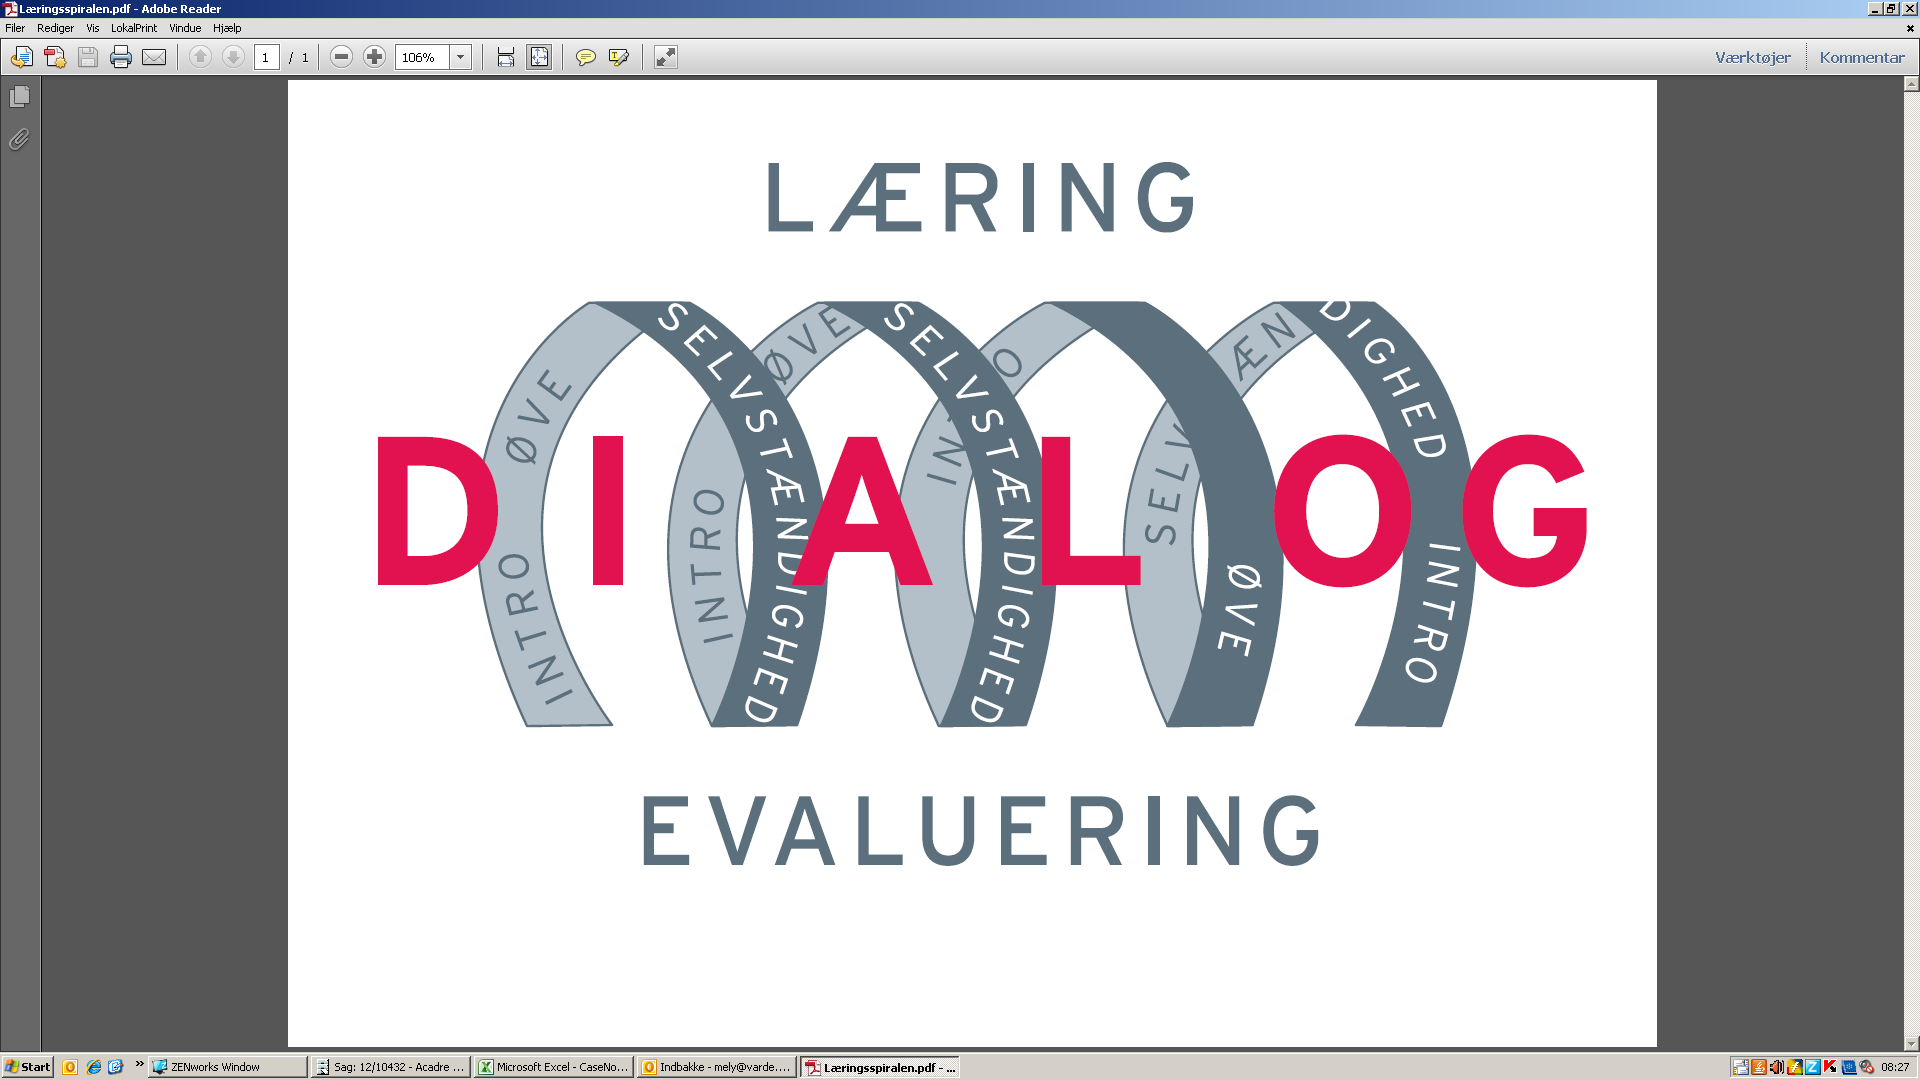 Læringsspiralen.pdf - Adobe Reader
Filer Rediger Vis LokalPrint Vindue Hjælp
1 / 1 106% Værktøjer Kommentar
LÆRING
INTRO ØVE SELVSTÆNDIGHED
INTRO ØVE SELVSTÆNDIGHED
ØVE
DIGHED INTRO
DIALOG
EVALUERING
Start » ZENworks Window Sag: 12/10432 - Acadre ... Microsoft Excel - CaseNo... Indbakke - mely@varde.... Læringsspiralen.pdf - ... 08:27